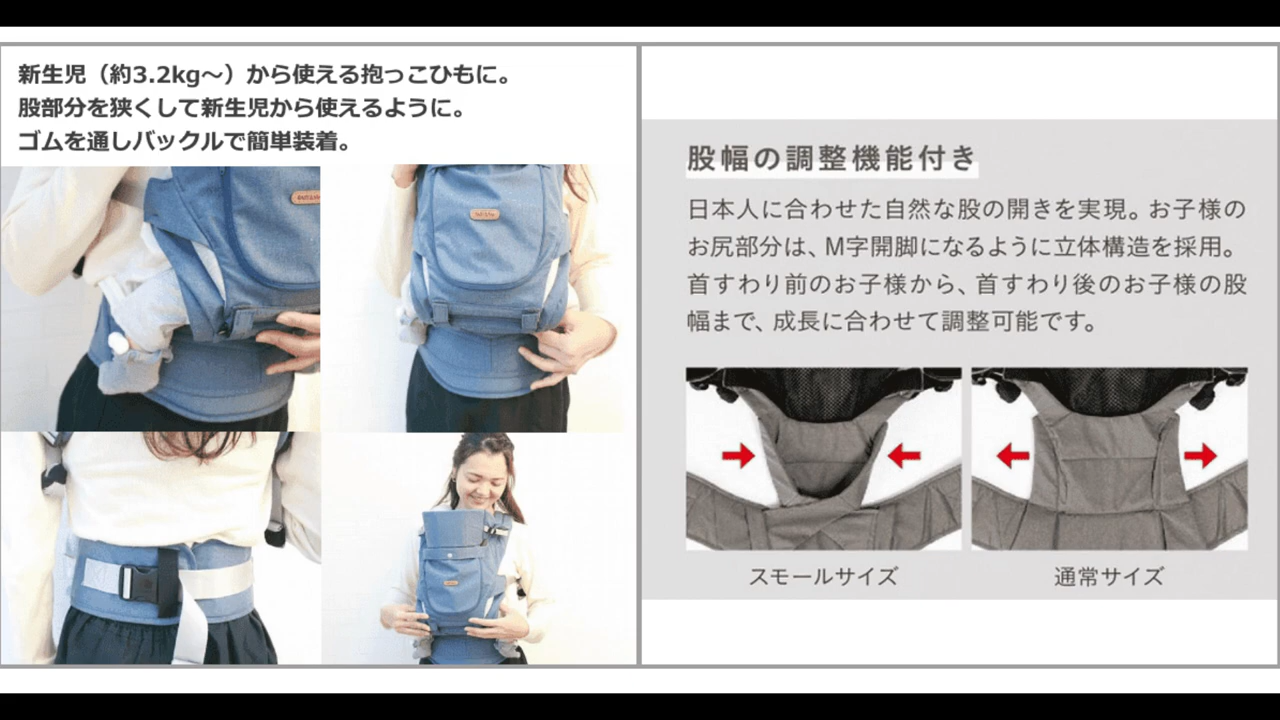 新生児（約3.2kg～）から使える抱っこひもに。
股部分を狭くして新生児から使えるように。
ゴムを通しバックルで簡単装着。
股幅の調整機能付き
日本人に合わせた自然な股の開きを実現。お子様の
お尻部分は、M字開脚になるように立体構造を採用。
首すわり前のお子様から、首すわり後のお子様の股
幅まで、成長に合わせて調整可能です。
スモールサイズ
通常サイズ